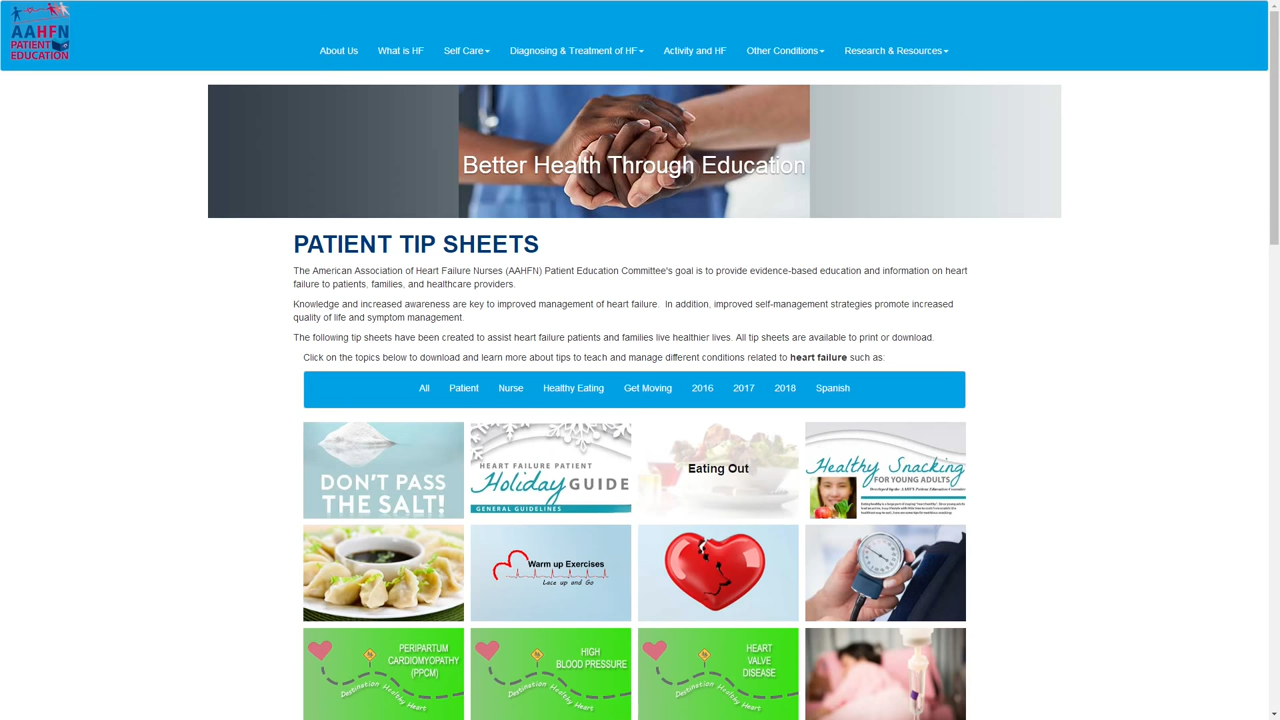 AAHFN
PATIENT
EDUCATION
About Us What is HF Self Care Diagnosing & Treatment of HF Activity and HF Other Conditions Research & Resources
Better Health Through Education
PATIENT TIP SHEETS
The American Association of Heart Failure Nurses (AAHFN) Patient Education Committee's goal is to provide evidence-based education and information on heart
failure to patients, families, and healthcare providers.
Knowledge and increased awareness are key to improved management of heart failure. In addition, improved self-management strategies promote increased
quality of life and symptom management.
The following tip sheets have been created to assist heart failure patients and families live healthier lives. All tip sheets are available to print or download.
Click on the topics below to download and learn more about tips to teach and manage different conditions related to heart failure such as:
All Patient Nurse Healthy Eating Get Moving 2016 2017 2018 Spanish
DON'T PASS
THE SALT!
HEART FAILURE PATIENT
Holiday GUIDE
GENERAL GUIDELINES
Eating Out
Healthy Snacking
FOR YOUNG ADULTS
Warm up Exercises
Lace up and Go
PERIPARTUM
CARDIOMYOPATHY
(PPCM)
Destination Healthy Heart
HIGH
BLOOD PRESSURE
Destination Healthy Heart
HEART
VALVE
DISEASE
Destination Healthy Heart